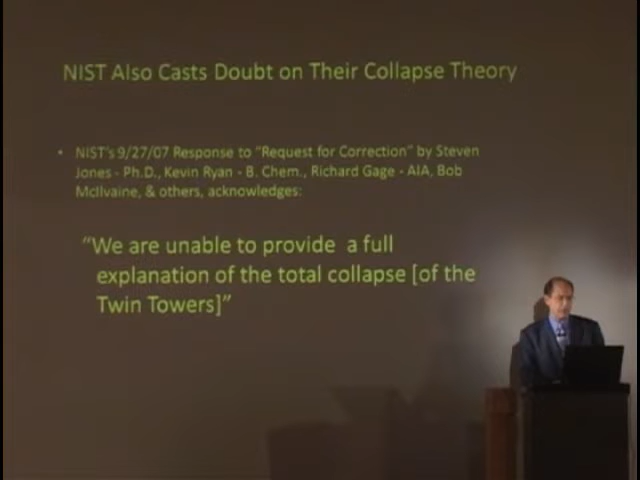 NIST Also Casts Doubt on Their Collapse Theory
• NIST's 9/27/07 Response to "Request for Correction" by Steven
Jones - Ph.D., Kevin Ryan - B. Chem., Richard Gage - AIA, Bob
McIlvaine, & others, acknowledges:
"We are unable to provide a full
explanation of the total collapse [of the
Twin Towers]"